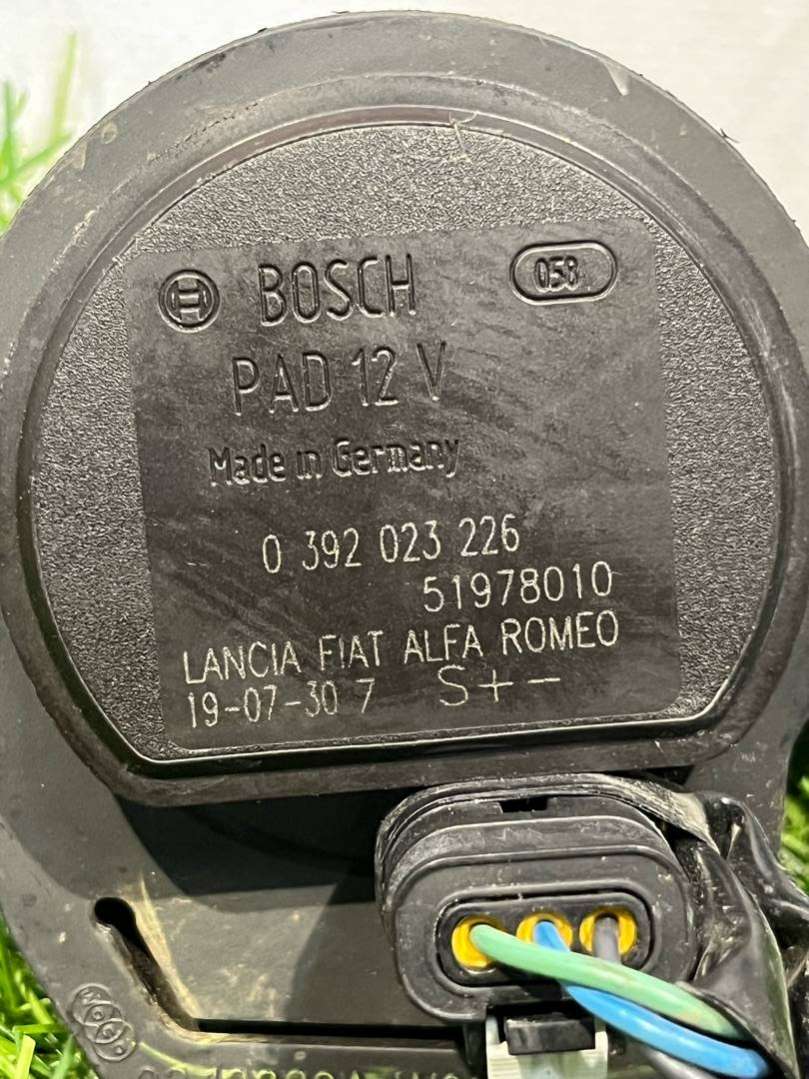 BOSCH 058
PAD 12 V
Made in Germany
0 392 023 226
51978010
LANCIA FIAT ALFA ROMEO
19-07-30 7 S+-